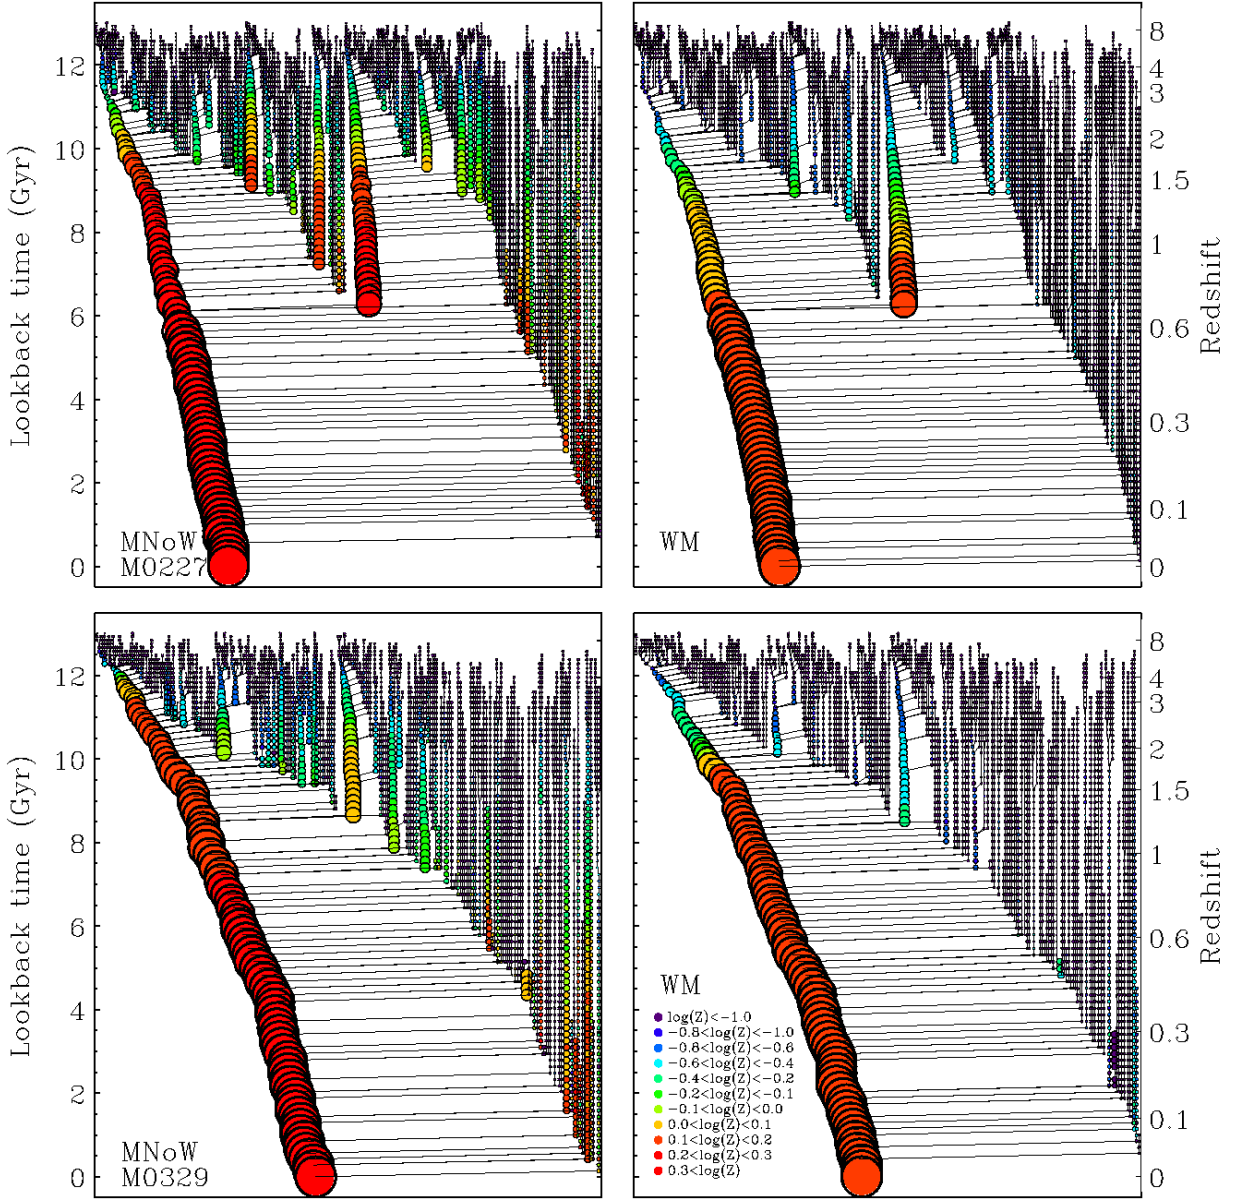 Lookback time (Gyr)
12
10
8
6
4
2
0
MNoW
M0227
WM
8
4
3
2
1.5
1
0.6
0.3
0.1
0
Redshift
Lookback time (Gyr)
12
10
8
6
4
2
0
MNoW
M0329
WM
log(Z)<-1.0
-0.8<log(Z)<-1.0
-0.8<log(Z)<-0.6
-0.6<log(Z)<-0.4
-0.4<log(Z)<-0.2
-0.2<log(Z)<-0.1
-0.1<log(Z)<0.0
0.0<log(Z)<0.1
0.1<log(Z)<0.2
0.2<log(Z)<0.3
0.3<log(Z)
8
4
3
2
1.5
1
0.6
0.3
0.1
0
Redshift